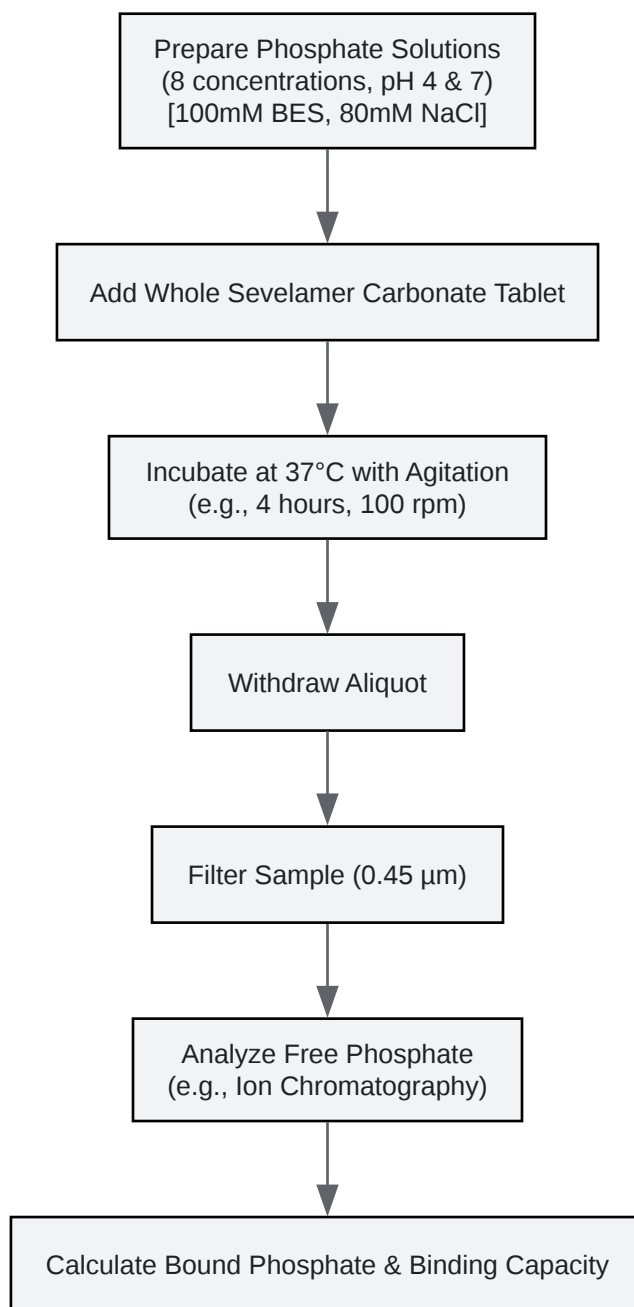 Prepare Phosphate Solutions
(8 concentrations, pH 4 & 7)
[100mM BES, 80mM NaCl]
Add Whole Sevelamer Carbonate Tablet
Incubate at 37°C with Agitation
(e.g., 4 hours, 100 rpm)
Withdraw Aliquot
Filter Sample (0.45 µm)
Analyze Free Phosphate
(e.g., Ion Chromatography)
Calculate Bound Phosphate & Binding Capacity